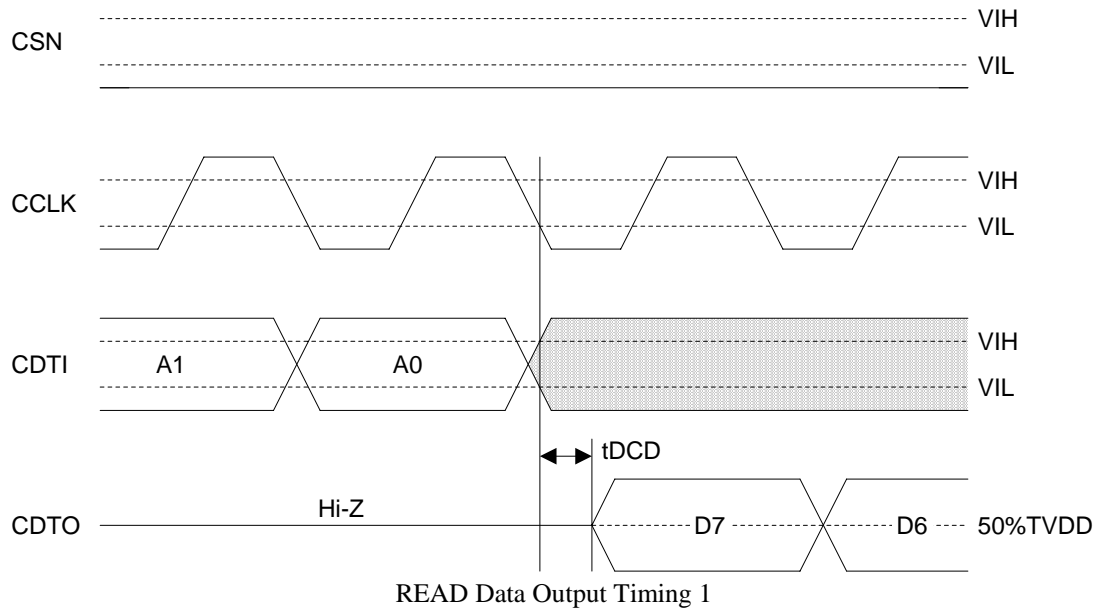 CSN
VIH
VIL
CCLK
VIH
VIL
CDTI
A1
A0
VIH
VIL
tDCD
CDTO
Hi-Z
D7
D6
50%TVDD
READ Data Output Timing 1